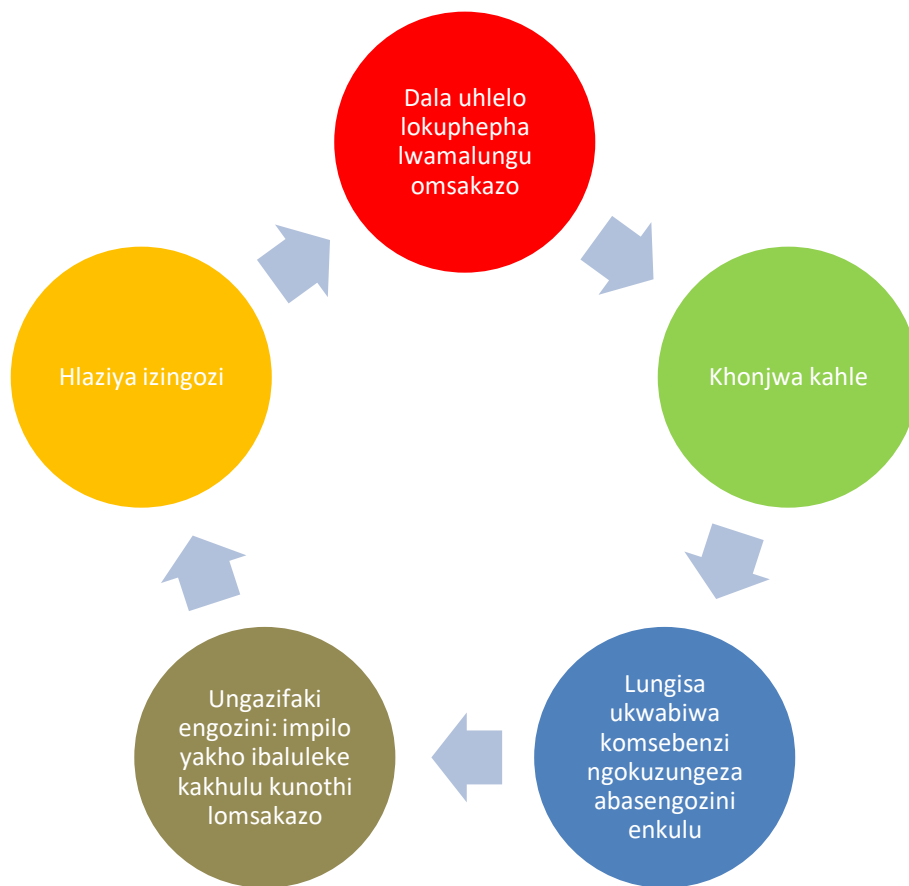 Dala uhlelo
lokuphepha
lwamalungu
omsakazo
Khonjwa kahle
Lungisa
ukwabiwa
komsebenzi
ngokuzungeza
abasengozini
enkulu
Ungazifaki
engozini: impilo
yakho ibaluleke
kakhulu kunothi
lomsakazo
Hlaziya izingozi